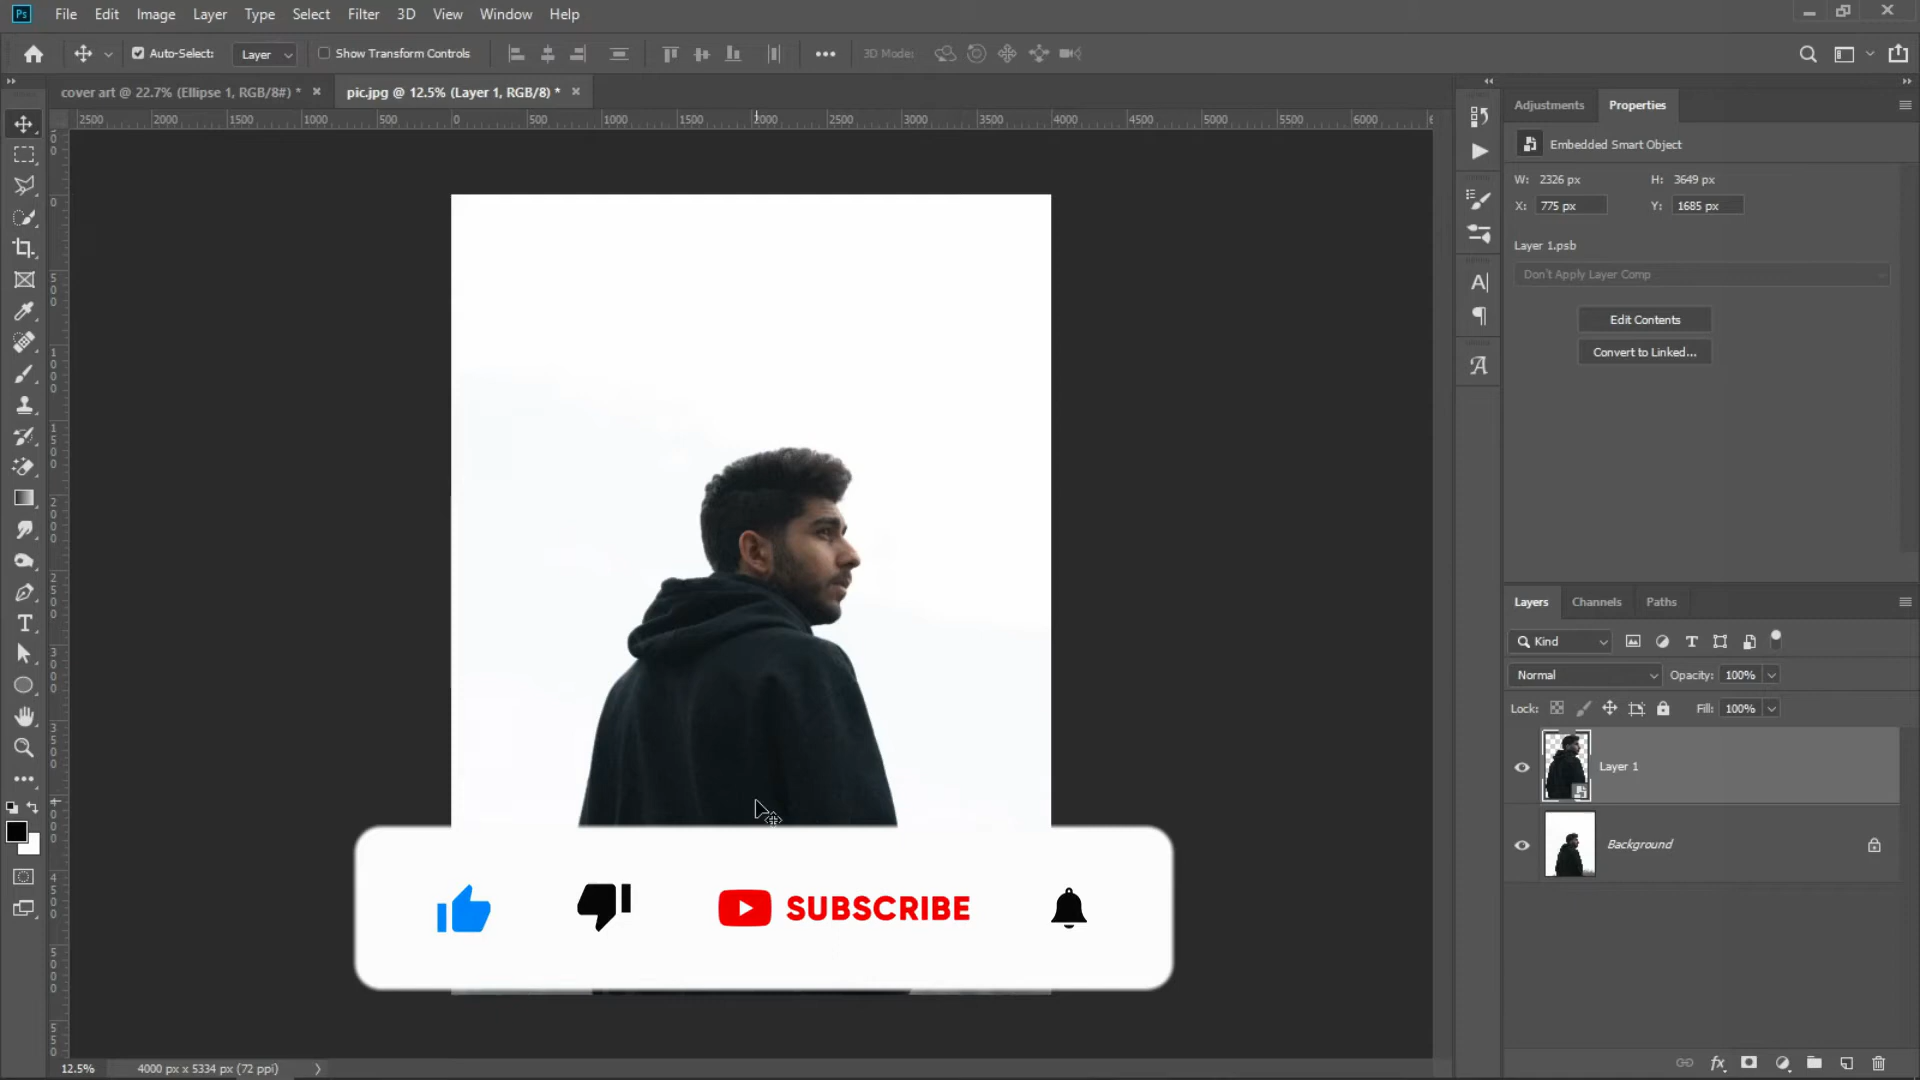 Ps File Edit Image Layer Type Select Filter 3D View Window Help
Auto-Select: Layer Show Transform Controls 3D Mode:
cover art @ 22.7% (Ellipse 1, RGB/8#) * pic.jpg @ 12.5% (Layer 1, RGB/8) *
2500 2000 1500 1000 500 0 500 1000 1500 2000 2500 3000 3500 4000 4500 5000 5500 6000
Adjustments Properties
Embedded Smart Object
W: 2326 px H: 3649 px
X: 775 px Y: 1685 px
Layer 1.psb
Don't Apply Layer Comp
Edit Contents
Convert to Linked...
Layers Channels Paths
Kind
Normal Opacity: 100%
Lock: Fill: 100%
Layer 1
Background
SUBSCRIBE
12.5% 4000 px x 5334 px (72 ppi)